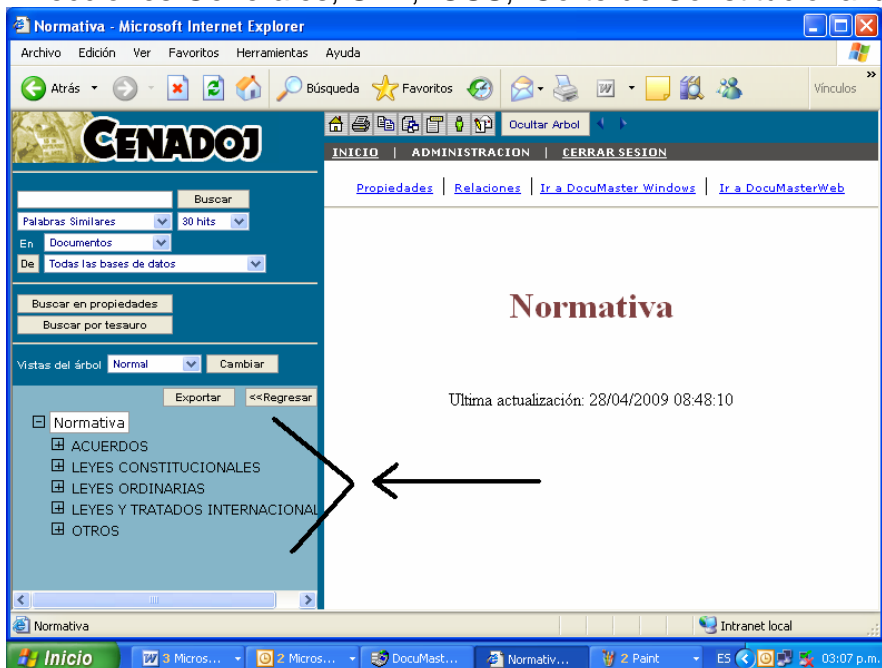 Normativa - Microsoft Internet Explorer
Archivo Edición Ver Favoritos Herramientas Ayuda
Atrás Búsqueda Favoritos Vínculos
CENADOJ
Ocultar Arbol
INICIO | ADMINISTRACION | CERRAR SESION
Propiedades | Relaciones | Ir a DocuMaster Windows | Ir a DocuMasterWeb
Buscar
Palabras Similares 30 hits
En Documentos
De Todas las bases de datos
Buscar en propiedades
Buscar por tesauro
Vistas del árbol Normal Cambiar
Exportar <<Regresar
Normativa
ACUERDOS
LEYES CONSTITUCIONALES
LEYES ORDINARIAS
LEYES Y TRATADOS INTERNACIONAL
OTROS
Normativa
Ultima actualización: 28/04/2009 08:48:10
Normativa Intranet local
Inicio 3 Micros... 2 Micros... DocuMast... Normativ... 2 Paint ES 03:07 p.m.